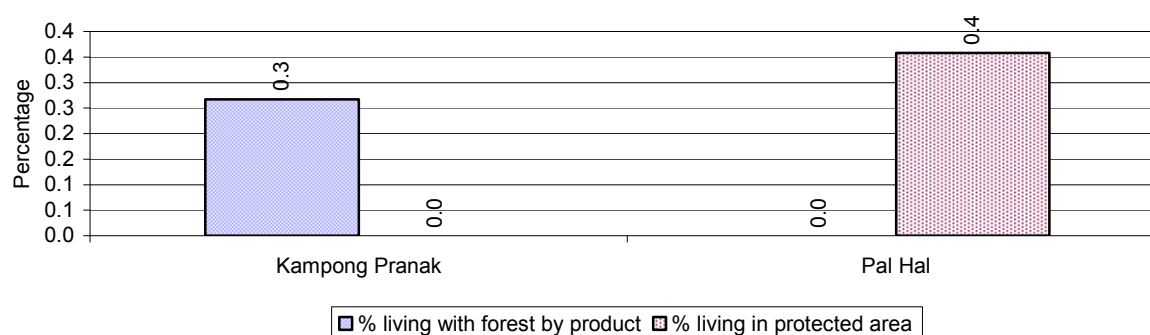 Percentage
0.4
0.4
0.3
0.3
0.2
0.2
0.1
0.1
0.0
0.3
0.0
0.0
0.4
Kampong Pranak
Pal Hal
% living with forest by product
% living in protected area